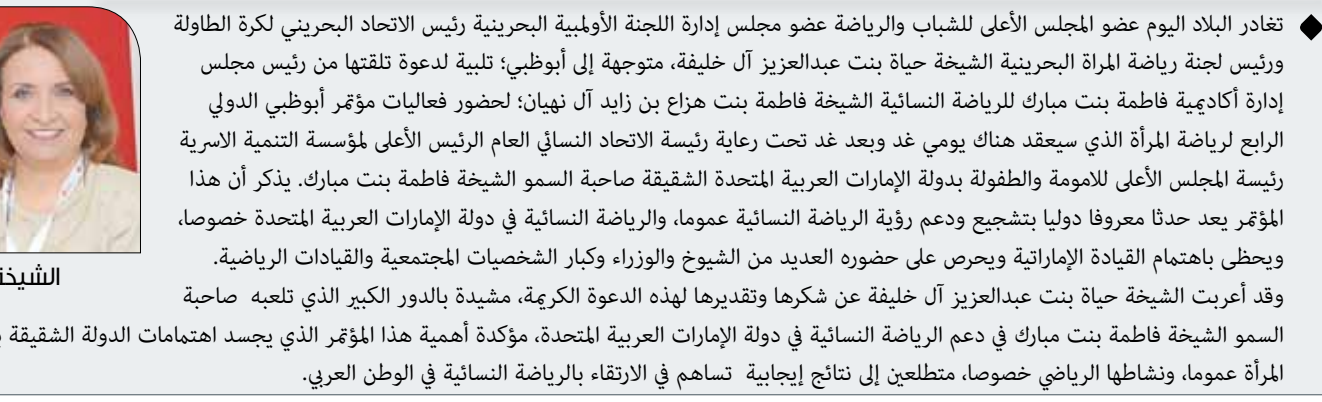 تغادر البلاد اليوم عضو المجلس الأعلى للشباب والرياضة عضو مجلس إدارة اللجنة الأولمبية البحرينية رئيس الاتحاد البحريني لكرة الطاولة
ورئيس لجنة رياضة المراة البحرينية الشيخة حياة بنت عبدالعزيز آل خليفة، متوجهة إلى أبوظبي؛ تلبية لدعوة تلقتها من رئيس مجلس
إدارة أكاديمية فاطمة بنت مبارك للرياضة النسائية الشيخة فاطمة بنت هزاع بن زايد آل نهيان؛ لحضور فعاليات مؤتمر أبوظبي الدولي
الرابع لرياضة المرأة الذي سيعقد هناك يومي غد وبعد غد تحت رعاية رئيسة الاتحاد النسائي العام الرئيس الأعلى لمؤسسة التنمية الاسرية
رئيسة المجلس الأعلى للامومة والطفولة بدولة الإمارات العربية المتحدة الشقيقة صاحبة السمو الشيخة فاطمة بنت مبارك. يذكر أن هذا
المؤتمر يعد حدثا معروفا دوليا بتشجيع ودعم رؤية الرياضة النسائية عموما، والرياضة النسائية في دولة الإمارات العربية المتحدة خصوصا،
ويحظى باهتمام القيادة الإماراتية ويحرص على حضوره العديد من الشيوخ والوزراء وكبار الشخصيات المجتمعية والقيادات الرياضية.
الشيخة
وقد أعربت الشيخة حياة بنت عبدالعزيز آل خليفة عن شكرها وتقديرها لهذه الدعوة الكريمة، مشيدة بالدور الكبير الذي تلعبه صاحبة
السمو الشيخة فاطمة بنت مبارك في دعم الرياضة النسائية في دولة الإمارات العربية المتحدة، مؤكدة أهمية هذا المؤتمر الذي يجسد اهتمامات الدولة الشقيقة
المرأة عموما، ونشاطها الرياضي خصوصا، متطلعين إلى نتائج إيجابية تساهم في الارتقاء بالرياضة النسائية في الوطن العربي.